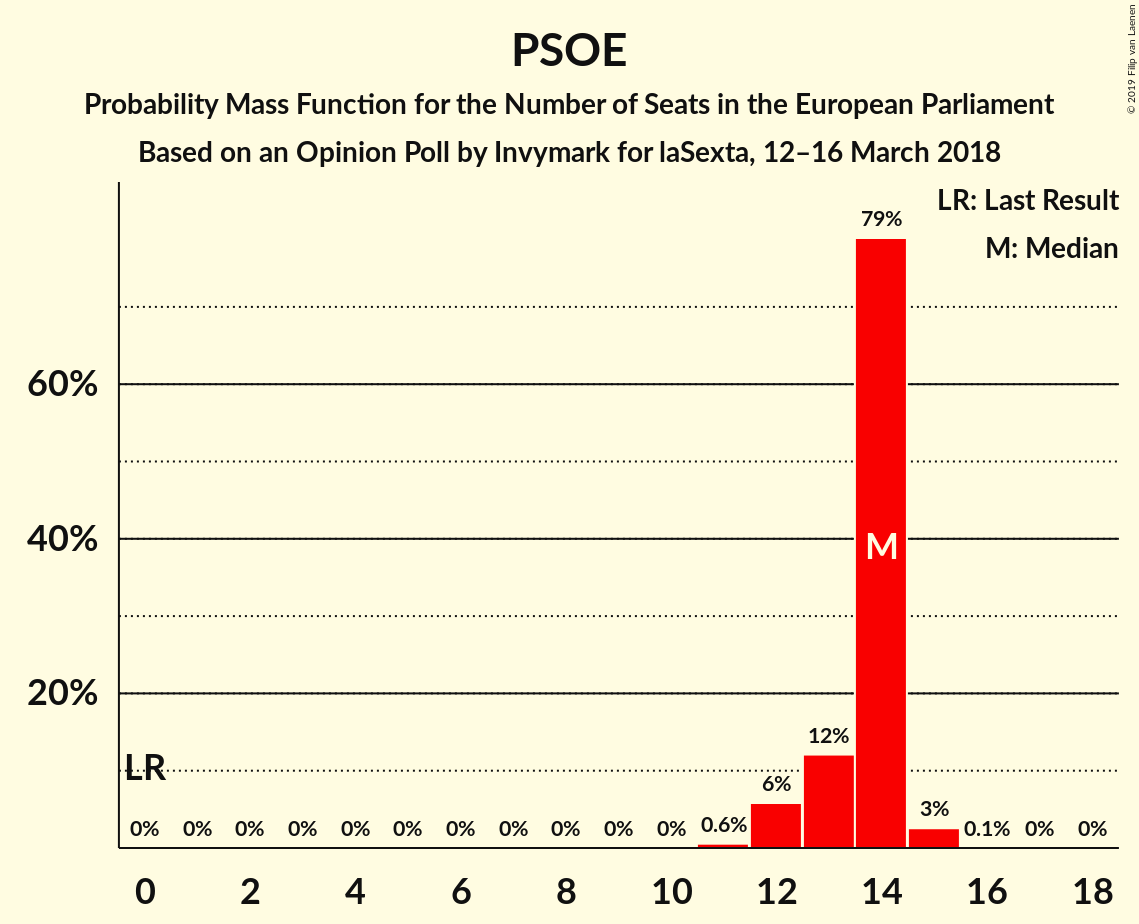 PSOE
Probability Mass Function for the Number of Seats in the European Parliament
Based on an Opinion Poll by Invymark for laSexta, 12–16 March 2018
© 2019 Filip van Laenen
LR: Last Result
M: Median
79%
60%
40%
M
20%
12%
LR
6%
3%
0% 0% 0% 0% 0% 0% 0% 0% 0% 0% 0% 0.6% 0.1% 0% 0%
0 2 4 6 8 10 12 14 16 18